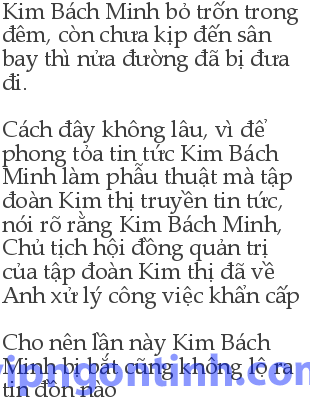 Kim Bách Minh bỏ trốn trong
đêm, còn chưa kịp đến sân
bay thì nửa đường đã bị đưa
đi.
Cách đây không lâu, vì để
phong tỏa tin tức Kim Bách
Minh làm phẫu thuật mà tập
đoàn Kim thị truyền tin tức,
nói rõ rằng Kim Bách Minh,
Chủ tịch hội đồng quản trị
của tập đoàn Kim thị đã về
Anh xử lý công việc khẩn cấp
Cho nên lần này Kim Bách
Minh bị bắt cũng không lộ ra
tin đồn nào
vipngontinh.com